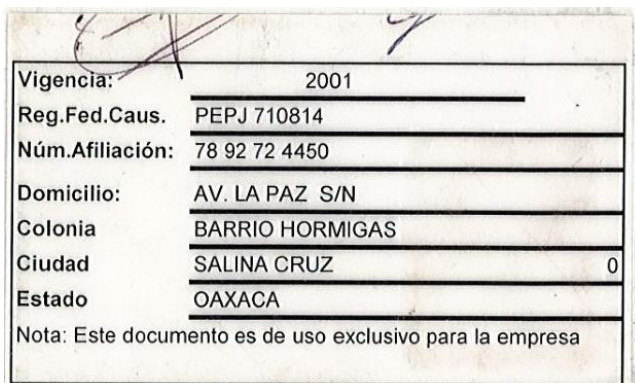 Vigencia: 2001
Reg.Fed.Caus. PEPJ 710814
Núm.Afiliación: 78 92 72 4450
Domicilio: AV. LA PAZ S/N
Colonia BARRIO HORMIGAS
Ciudad SALINA CRUZ 0
Estado OAXACA
Nota: Este documento es de uso exclusivo para la empresa